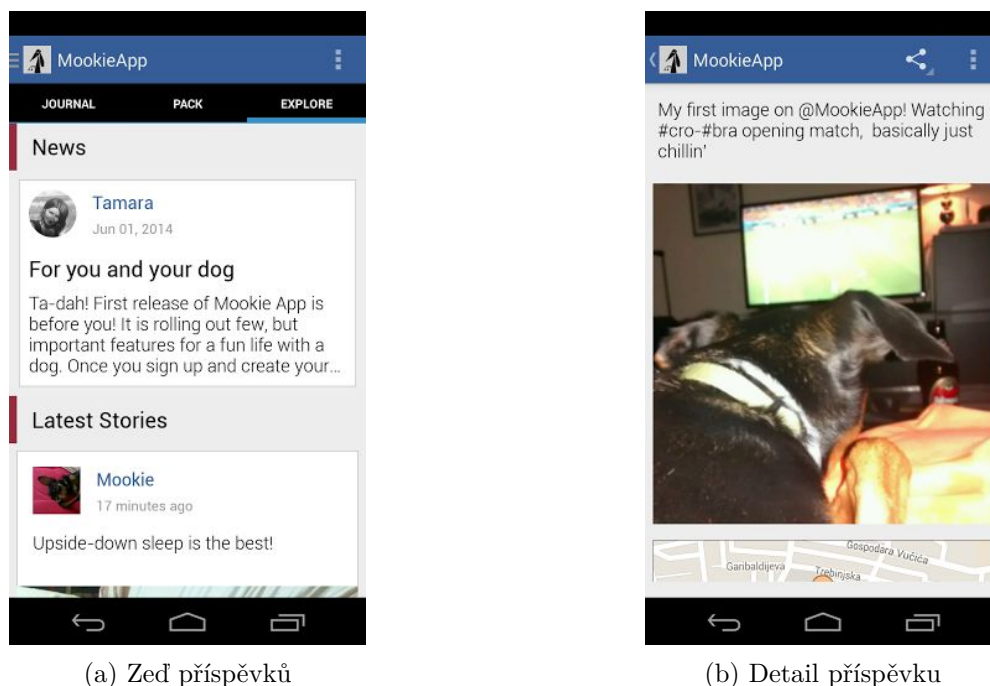 MookieApp
JOURNAL PACK EXPLORE
News
Tamara
Jun 01, 2014
For you and your dog
Ta-dah! First release of Mookie App is
before you! It is rolling out few, but
important features for a fun life with a
dog. Once you sign up and create your...
Latest Stories
Mookie
17 minutes ago
Upside-down sleep is the best!
(a) Zeď příspěvků
MookieApp
My first image on @MookieApp! Watching
#cro-#bra opening match, basically just
chillin'
Gospodara Vučića
Garibaldijeva
Trebinjska
(b) Detail příspěvku